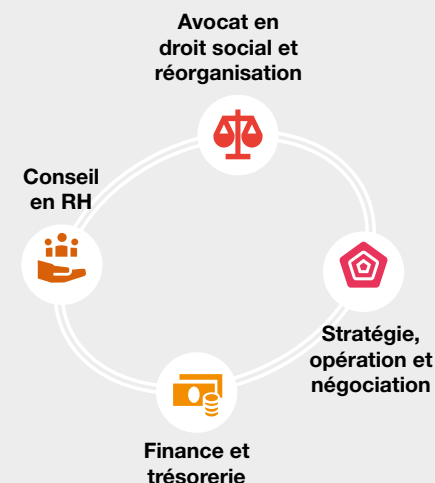 Avocat en
droit social et
réorganisation
Conseil
en RH
Stratégie,
opération et
négociation
Finance et
trésorerie